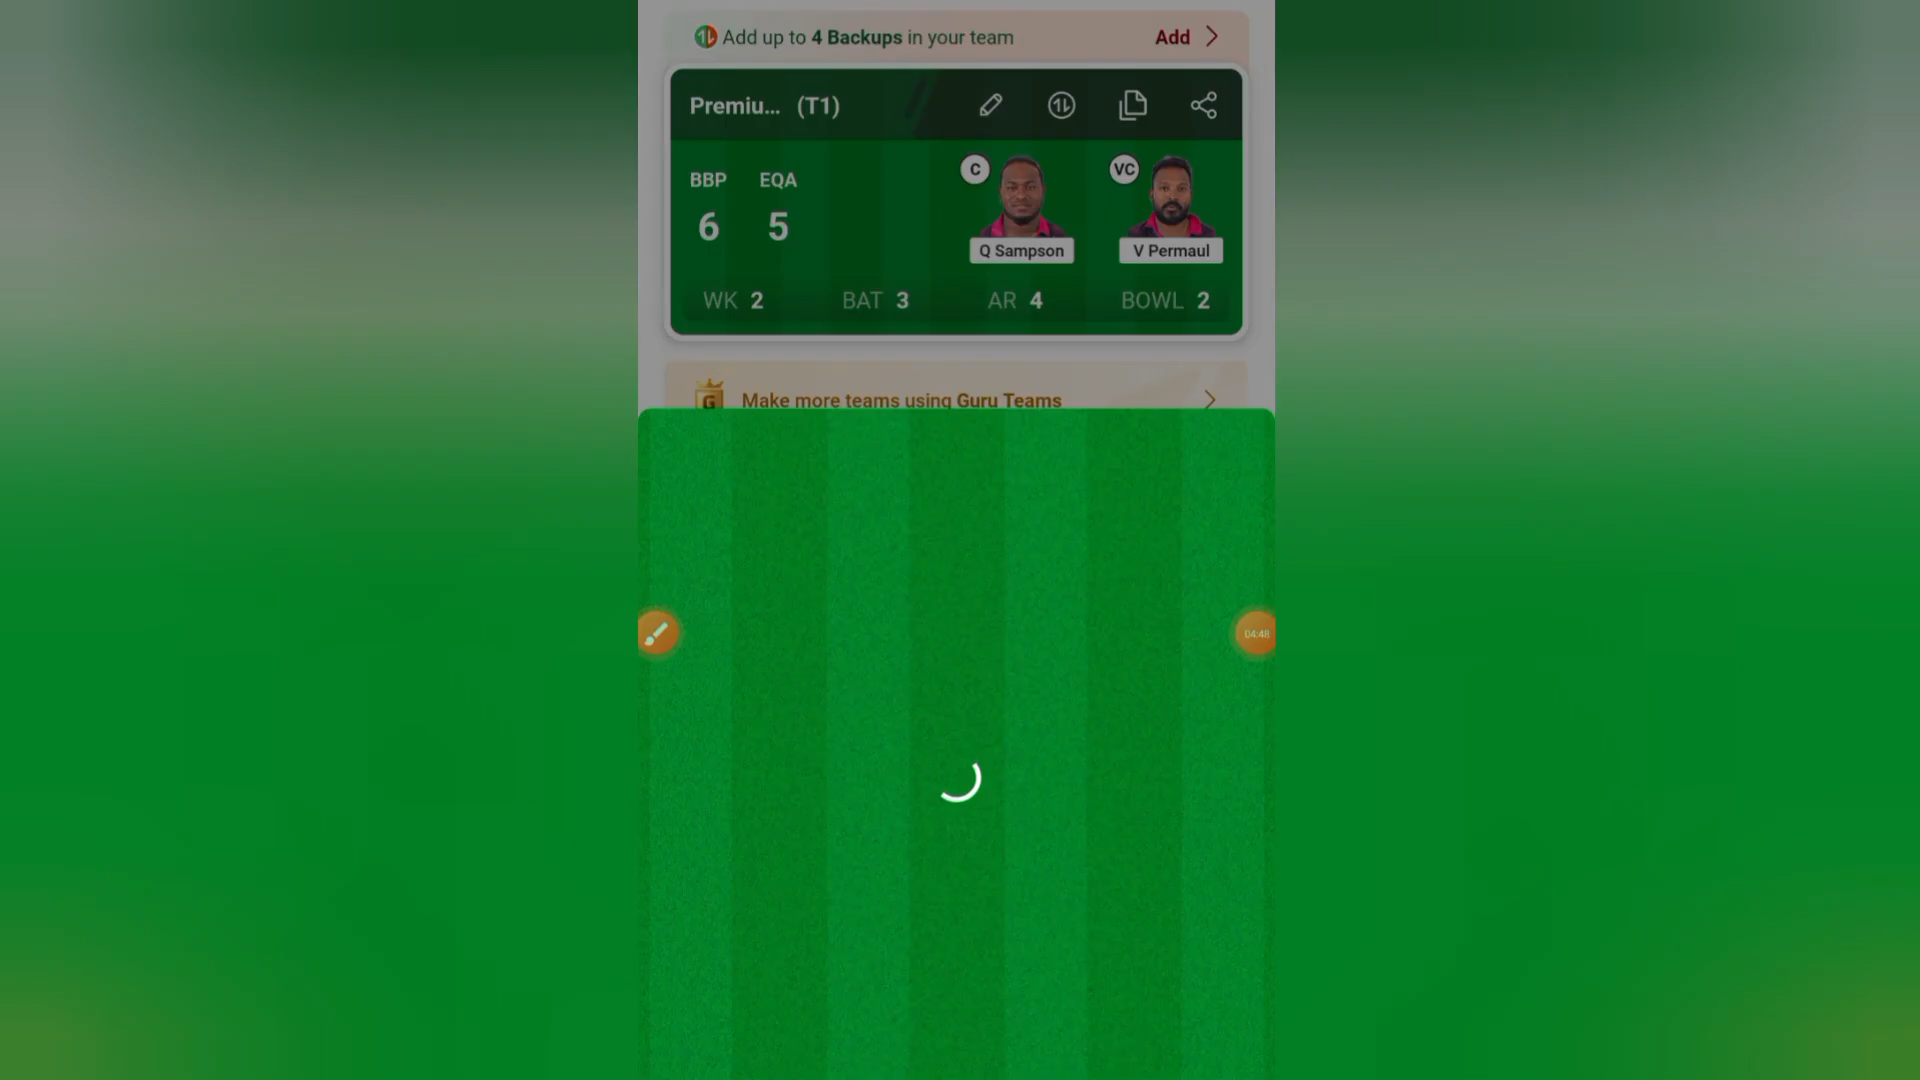 Add up to 4 Backups in your team Add
Premiu... (T1)
BBP EQA C VC
6 5
Q Sampson V Permaul
WK 2 BAT 3 AR 4 BOWL 2
G Make more teams using Guru Teams
04:48